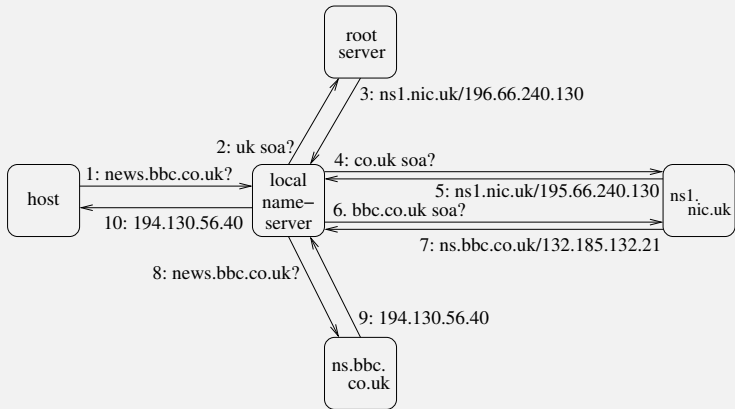 root
server
3: ns1.nic.uk/196.66.240.130
2: uk soa?
4: co.uk soa?
1: news.bbc.co.uk?
host
local
name−
server
5: ns1.nic.uk/195.66.240.130
ns1.
nic.uk
6. bbc.co.uk soa?
10: 194.130.56.40
7: ns.bbc.co.uk/132.185.132.21
8: news.bbc.co.uk?
9: 194.130.56.40
ns.bbc.
co.uk